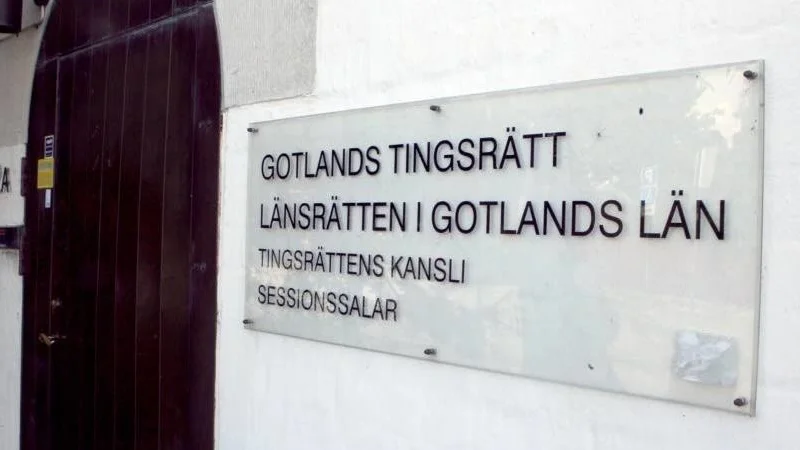 GOTLANDS TINGSRÄTT
LÄNSRÄTTEN I GOTLANDS LÄN
TINGSRÄTTENS KANSLI
SESSIONSSALAR